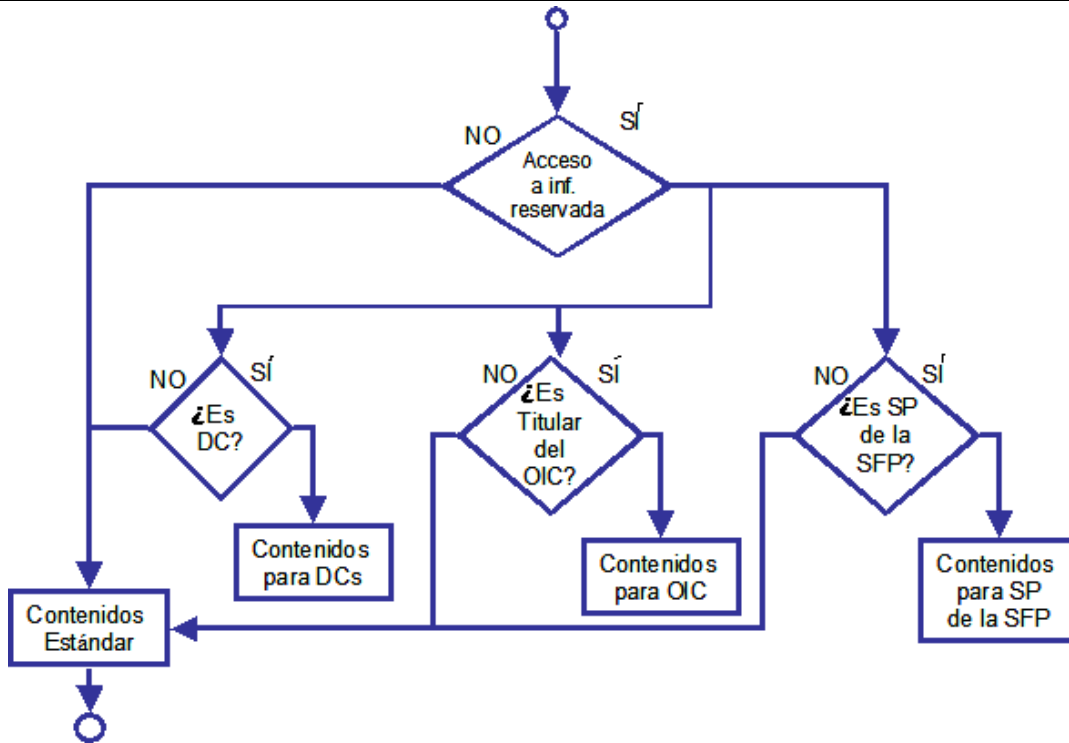 NO
SÍ
Acceso
a inf.
reservada
NO
SÍ
¿Es
DC?
NO
SÍ
¿Es
Titular
del
OIC?
NO
SÍ
¿Es SP
de la
SFP?
Contenidos
para DCs
Contenidos
para OIC
Contenidos
para SP
de la SFP
Contenidos
Estándar